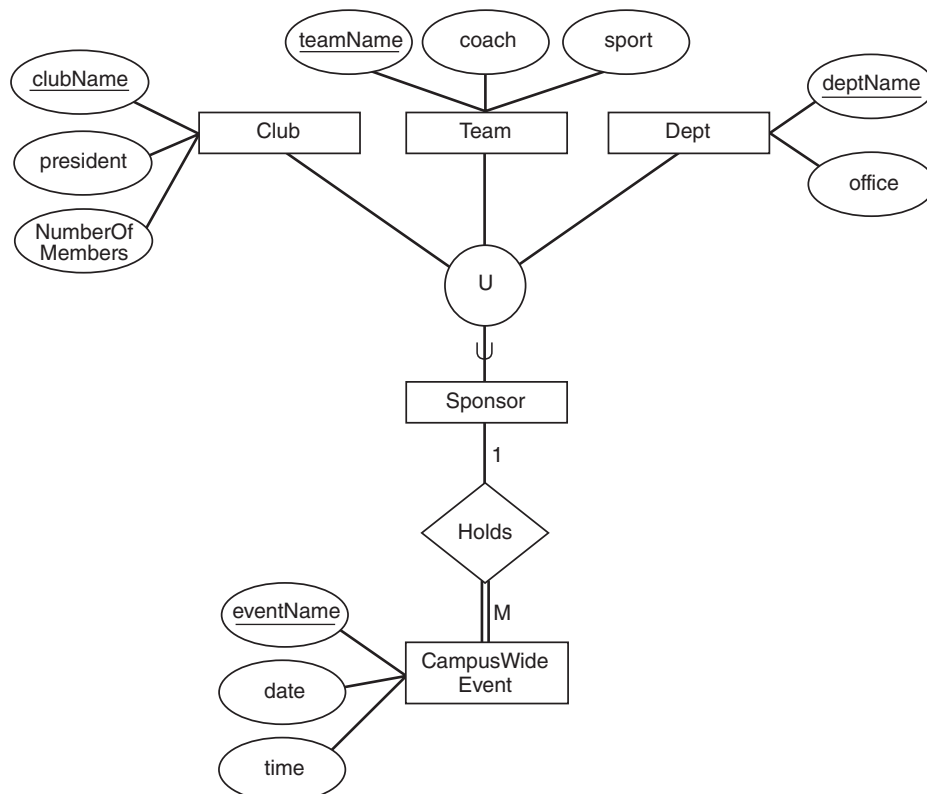 teamName
coach
sport
clubName
deptName
Club
Team
Dept
president
office
NumberOf
Members
U
Sponsor
1
Holds
eventName
M
CampusWide
Event
date
time